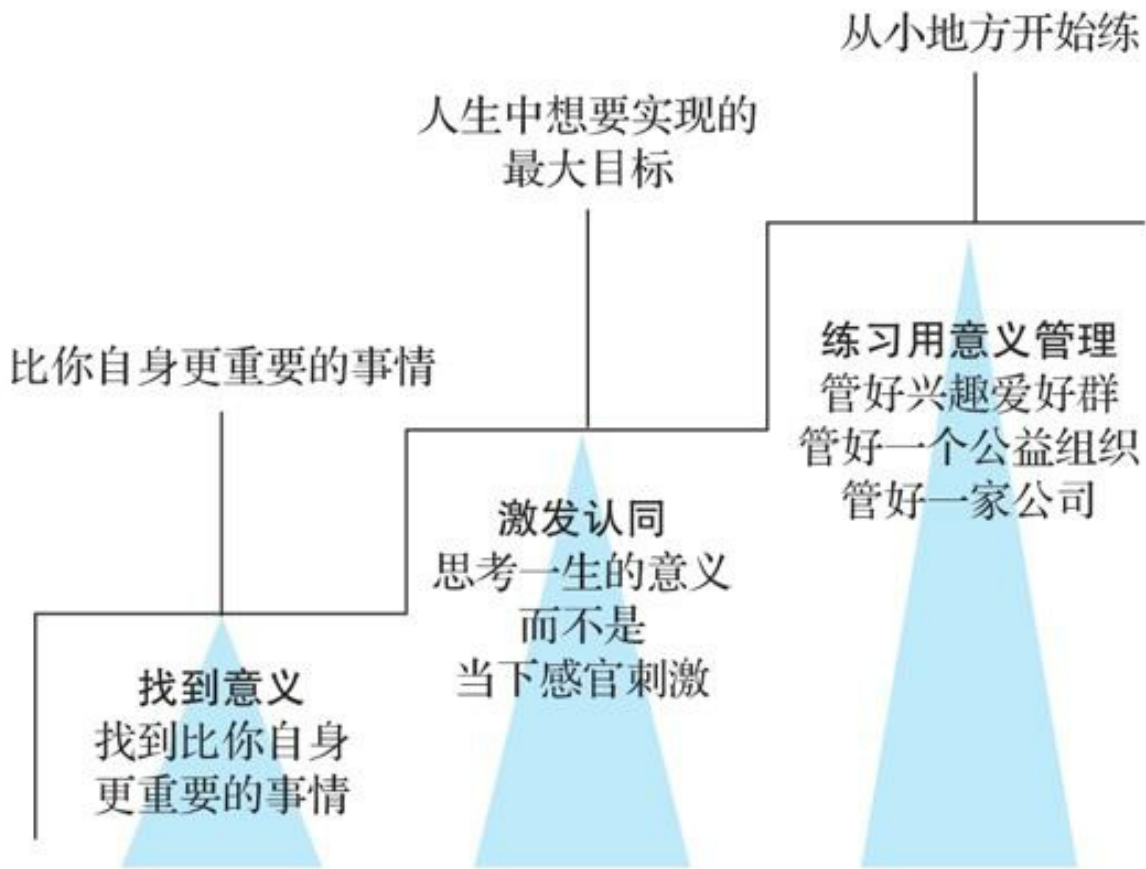 比你自身更重要的事情
找到意义
找到比你自身
更重要的事情
人生中想要实现的
最大目标
激发认同
思考一生的意义
而不是
当下感官刺激
从小地方开始练
练习用意义管理
管好兴趣爱好群
管好一个公益组织
管好一家公司